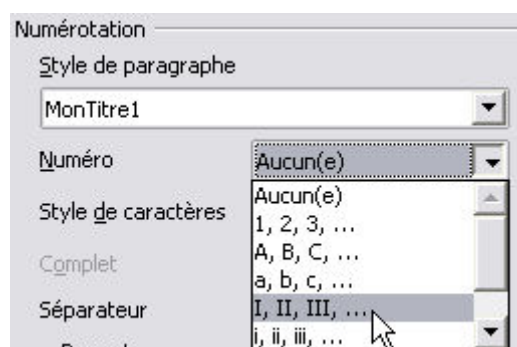 Numérotation
Style de paragraphe
MonTitre1
Numéro
Aucun(e)
Aucun(e)
Style de caractères
1, 2, 3, ...
A, B, C, ...
Complet
a, b, c, ...
Séparateur
I, II, III, ...
i, ii, iii, ...